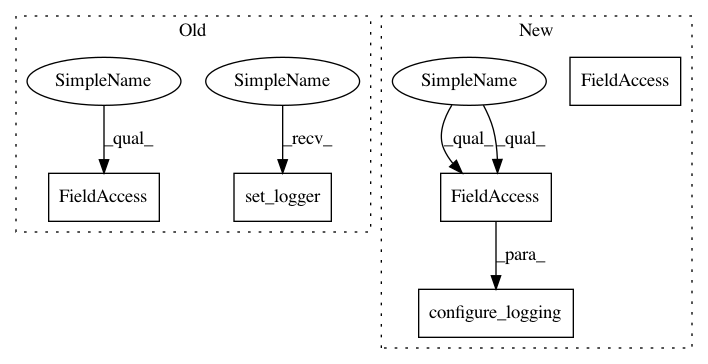 Old
New
SimpleName
SimpleName
SimpleName
FieldAccess
_qual_
_recv_
_qual_
_qual_
FieldAccess
set_logger
FieldAccess
_para_
configure_logging